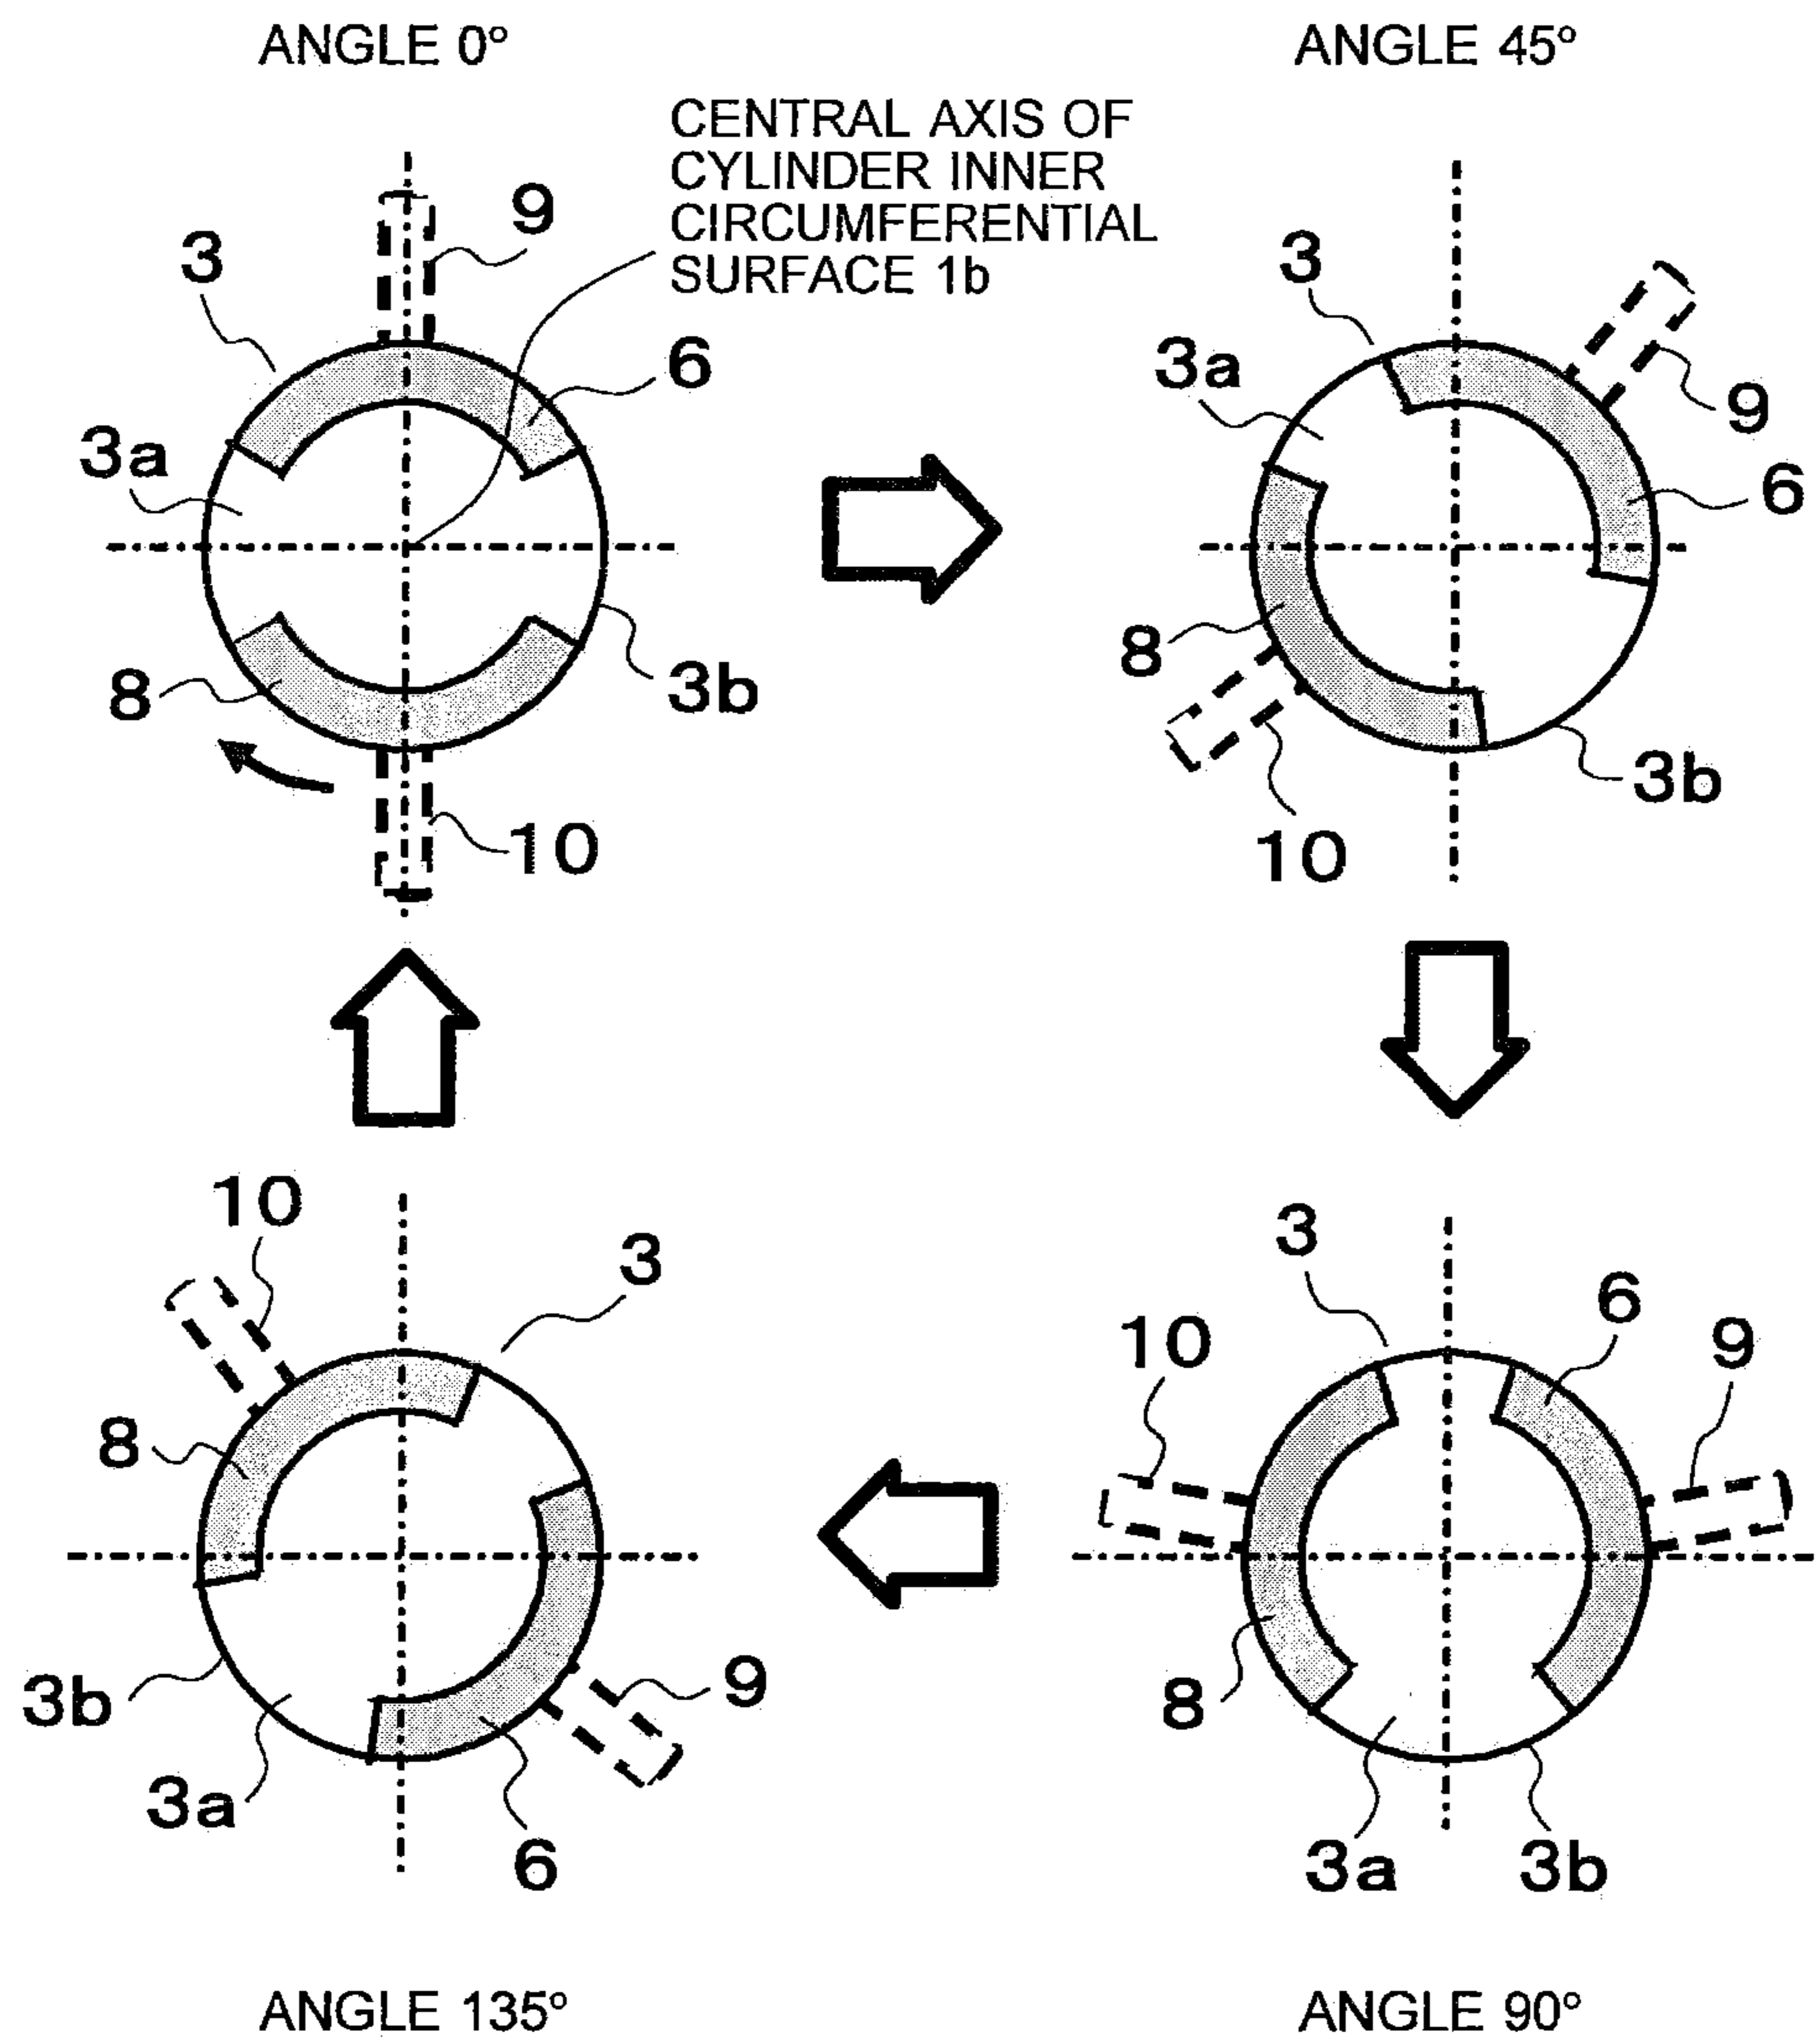 ANGLE 0°
ANGLE 45°
CENTRAL AXIS OF
CYLINDER INNER
CIRCUMFERENTIAL
SURFACE 1b
9
3
6
3a
8
3b
10
3
3a
9
6
8
3b
10
10
3
8
9
3b
3a
6
3
6
10
9
8
3a
3b
ANGLE 135°
ANGLE 90°